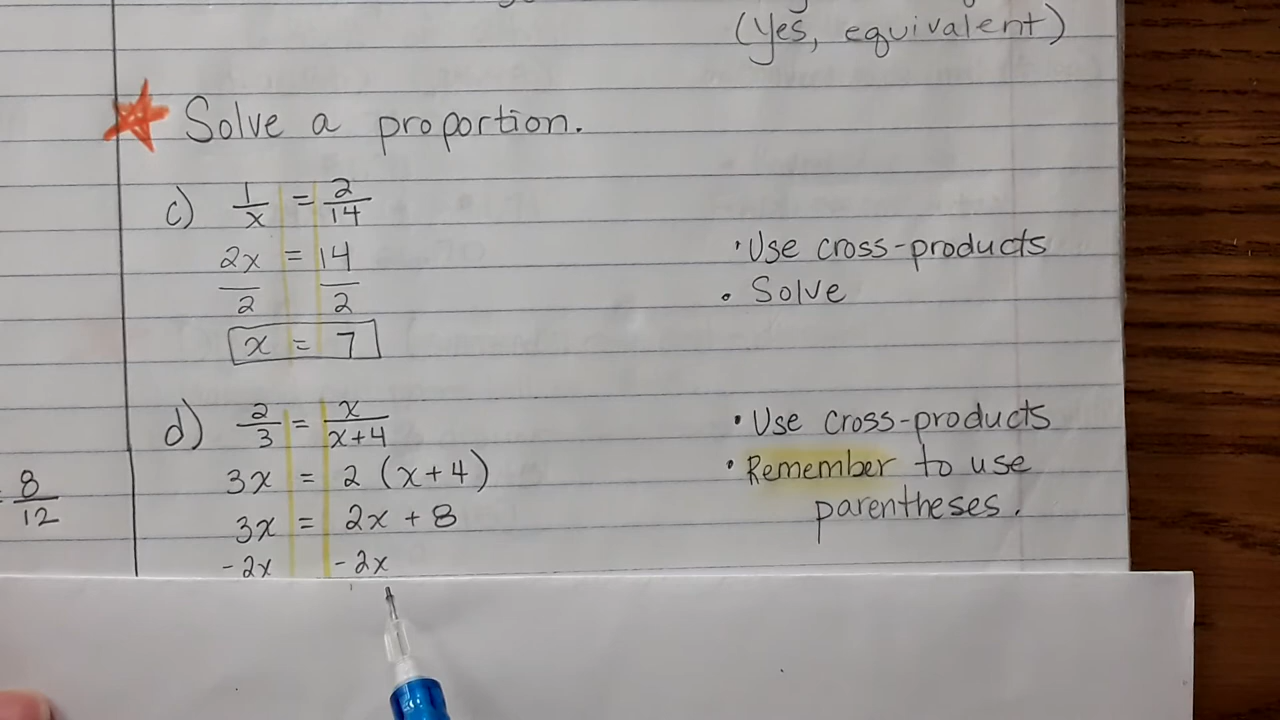 (Yes, equivalent)
Solve a proportion.
c) 1/x = 2/14
2x = 14
2 2
x = 7
• Use cross-products
• Solve
d) 2/3 = x/x+4
3x = 2 (x+4)
3x = 2x + 8
-2x -2x
• Use cross-products
• Remember to use
parentheses.
8/12